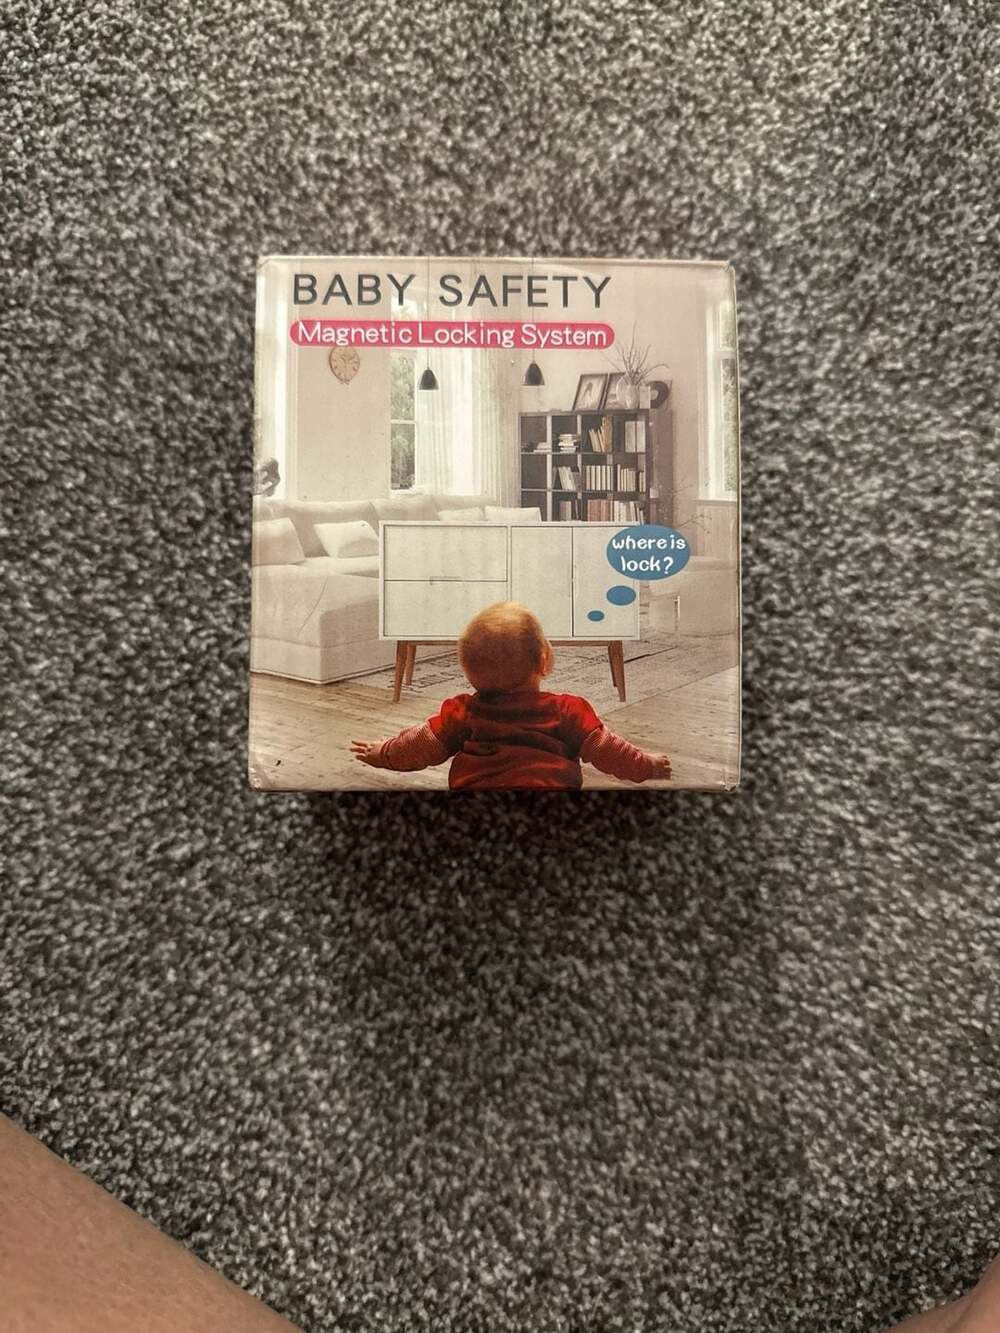 BABY SAFETY
Magnetic Locking System
where is
lock?